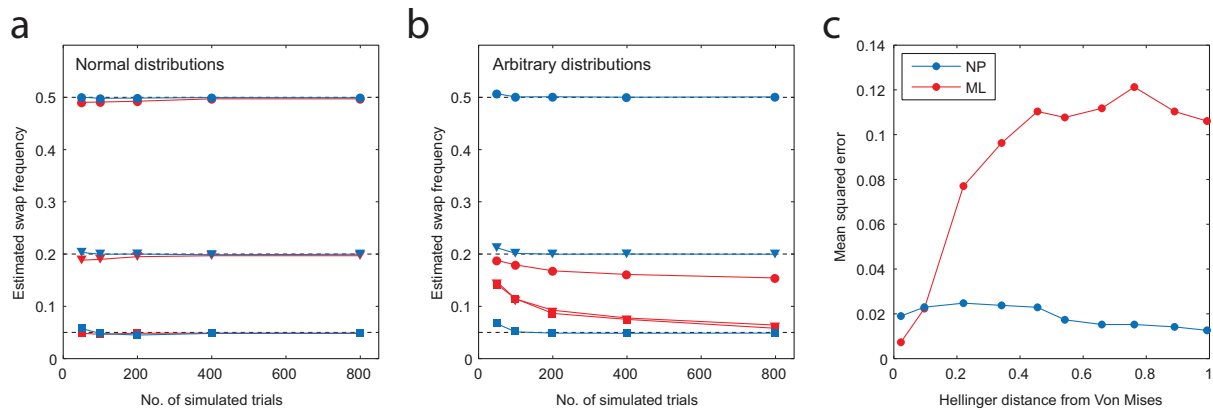 a
Normal distributions
Estimated swap frequency
0.5
0.4
0.3
0.2
0.1
0
0 200 400 600 800
No. of simulated trials
b
Arbitrary distributions
Estimated swap frequency
0.5
0.4
0.3
0.2
0.1
0
0 200 400 600 800
No. of simulated trials
c
NP
ML
Mean squared error
0.14
0.12
0.1
0.08
0.06
0.04
0.02
0
0 0.2 0.4 0.6 0.8 1
Hellinger distance from Von Mises